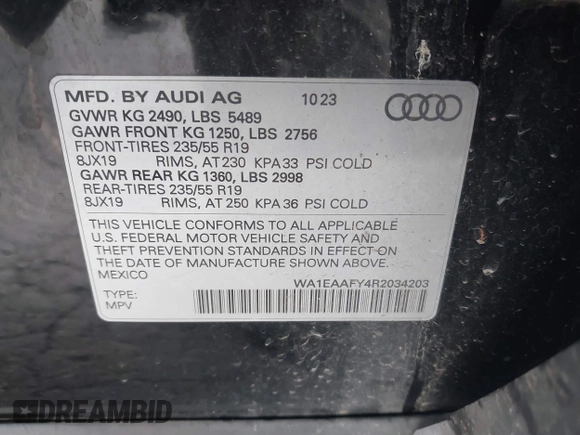 MFD. BY AUDI AG 10 23
GVWR KG 2490, LBS 5489
GAWR FRONT KG 1250, LBS 2756
FRONT-TIRES 235/55 R19
8JX19 RIMS, AT 230 KPA 33 PSI COLD
GAWR REAR KG 1360, LBS 2998
REAR-TIRES 235/55 R19
8JX19 RIMS, AT 250 KPA 36 PSI COLD
THIS VEHICLE CONFORMS TO ALL APPLICABLE
U.S. FEDERAL MOTOR VEHICLE SAFETY AND
THEFT PREVENTION STANDARDS IN EFFECT ON
THE DATE OF MANUFACTURE SHOWN ABOVE.
MEXICO
WA1EAAFY4R2034203
TYPE:
MPV
DREAMBID